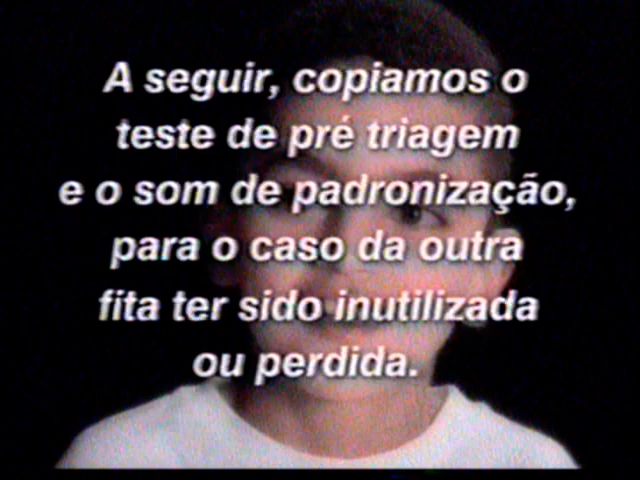 A seguir, copiamos o
teste de pré triagem
e o som de padronização,
para o caso da outra
fita ter sido inutilizada
ou perdida.